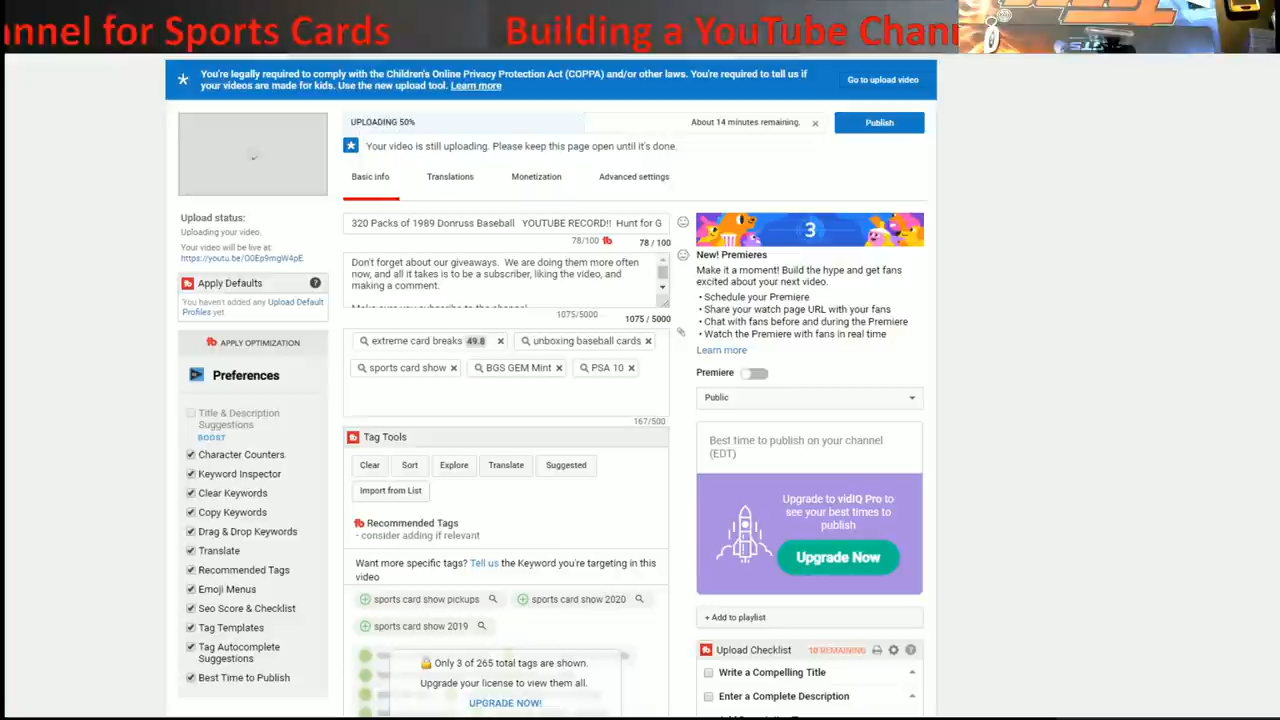 nnel for Sports Cards Building a YouTube Chan
You're legally required to comply with the Children's Online Privacy Protection Act (COPPA) and/or other laws. You're required to tell us if
your videos are made for kids. Use the new upload tool. Learn more
Go to upload video
UPLOADING 50%
About 14 minutes remaining.
Publish
Your video is still uploading. Please keep this page open until it's done.
Basic info
Translations
Monetization
Advanced settings
Upload status:
Uploading your video.
Your video will be live at:
https://youtu.be/O0Ep9mgW4pE
Apply Defaults
You haven't added any Upload Default
Profiles yet
APPLY OPTIMIZATION
Preferences
Title & Description
Suggestions
BOOST
Character Counters
Keyword Inspector
Clear Keywords
Copy Keywords
Drag & Drop Keywords
Translate
Recommended Tags
Emoji Menus
Seo Score & Checklist
Tag Templates
Tag Autocomplete
Suggestions
Best Time to Publish
320 Packs of 1989 Donruss Baseball YOUTUBE RECORD!! Hunt for G
78/100
78 / 100
Don't forget about our giveaways. We are doing them more often
now, and all it takes is to be a subscriber, liking the video, and
making a comment.
1075/5000
1075 / 5000
extreme card breaks 49.8
unboxing baseball cards
sports card show
BGS GEM Mint
PSA 10
167/500
Tag Tools
Clear
Sort
Explore
Translate
Suggested
Import from List
Recommended Tags
- consider adding if relevant
Want more specific tags? Tell us the Keyword you're targeting in this
video
sports card show pickups
sports card show 2020
sports card show 2019
Only 3 of 265 total tags are shown.
Upgrade your license to view them all.
UPGRADE NOW!
3
New! Premieres
Make it a moment! Build the hype and get fans
excited about your next video.
• Schedule your Premiere
• Share your watch page URL with your fans
• Chat with fans before and during the Premiere
• Watch the Premiere with fans in real time
Learn more
Premiere
Public
Best time to publish on your channel
(EDT)
Upgrade to vidIQ Pro to
see your best times to
publish
Upgrade Now
+ Add to playlist
Upload Checklist
10 REMAINING
Write a Compelling Title
Enter a Complete Description